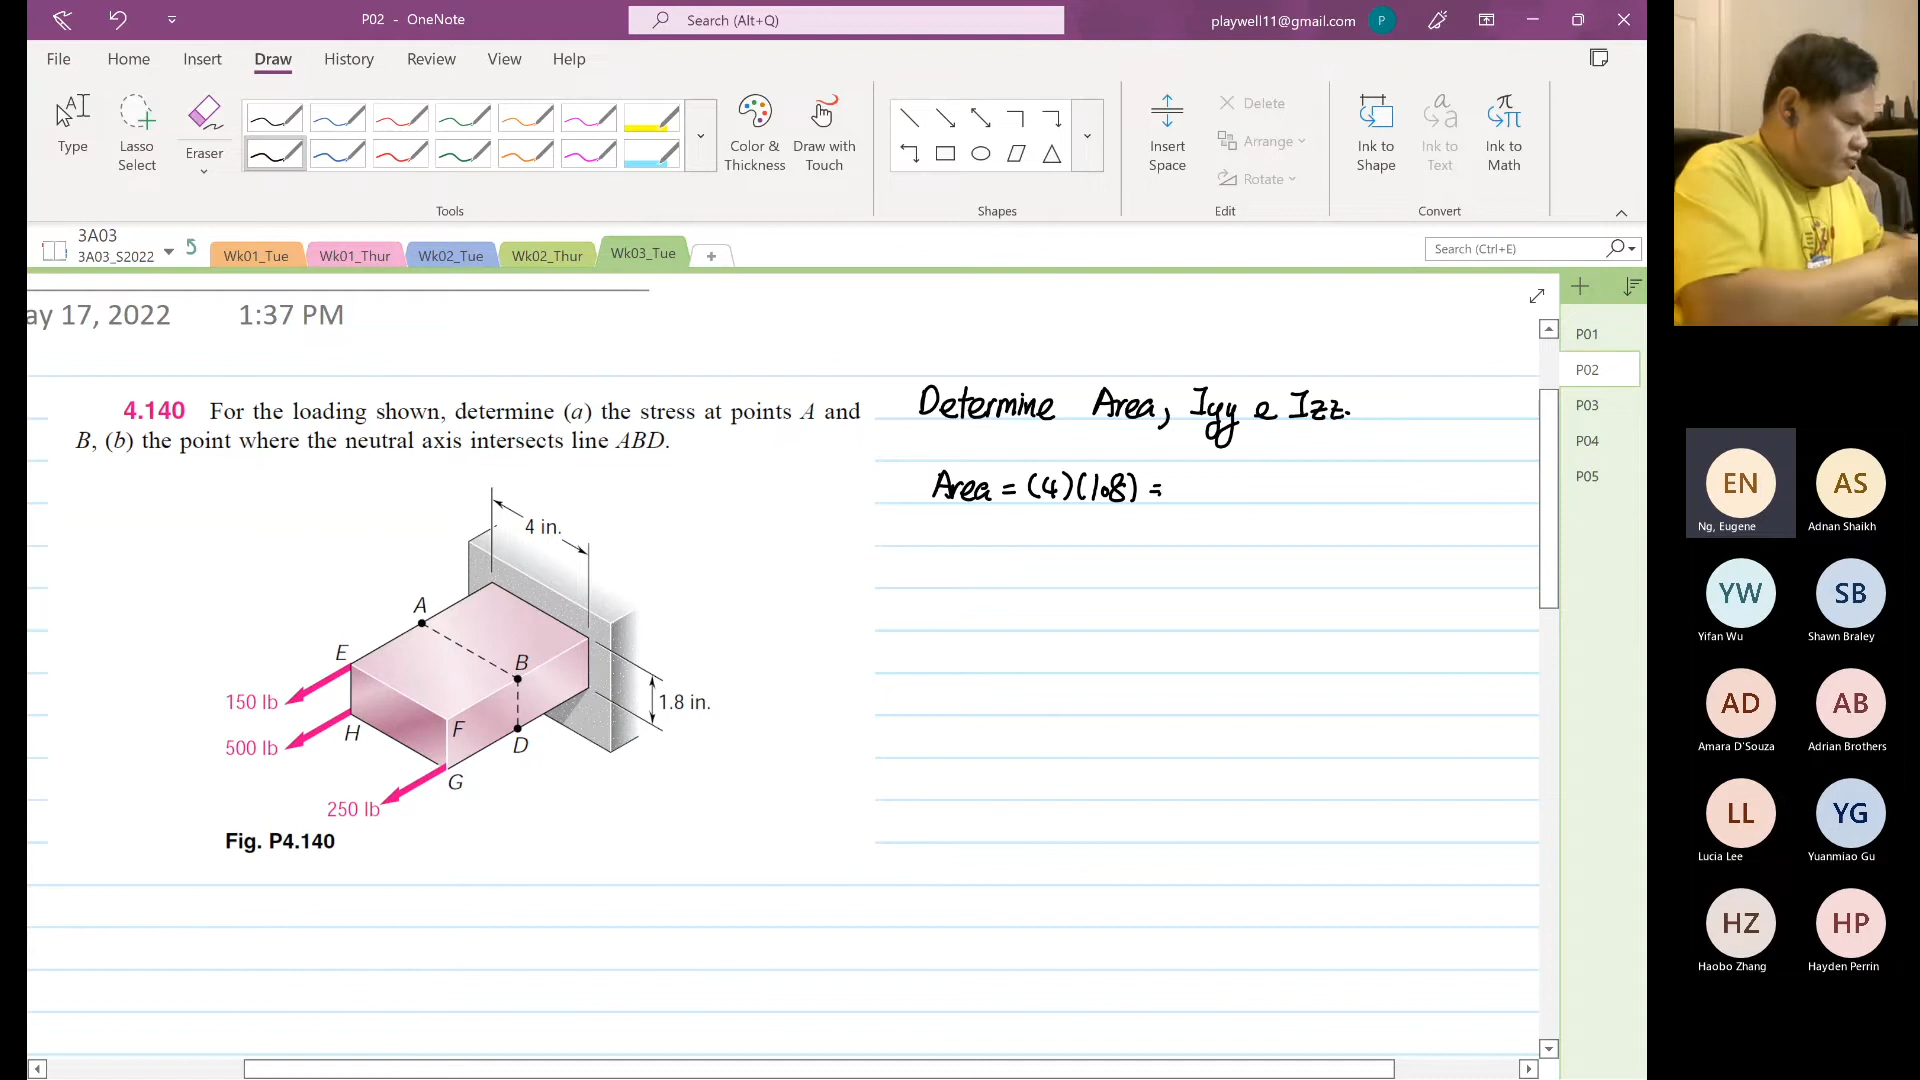 P02 - OneNote
Search (Alt+Q)
playwell11@gmail.com
P
File Home Insert Draw History Review View Help
Type
Lasso Select
Eraser
Color & Thickness
Draw with Touch
Insert Space
Delete
Arrange
Rotate
Ink to Shape
Ink to Text
Ink to Math
Tools
Shapes
Edit
Convert
3A03
3A03_S2022
Wk01_Tue
Wk01_Thur
Wk02_Tue
Wk02_Thur
Wk03_Tue
Search (Ctrl+E)
ay 17, 2022 1:37 PM
P01
P02
P03
P04
P05
4.140 For the loading shown, determine (a) the stress at points A and
B, (b) the point where the neutral axis intersects line ABD.
4 in.
A
E
B
150 lb
1.8 in.
H
F
D
500 lb
G
250 lb
Fig. P4.140
Determine Area, Iyy e Izz.
Area = (4)(1.8) =
EN
Ng, Eugene
AS
Adnan Shaikh
YW
Yifan Wu
SB
Shawn Braley
AD
Amara D'Souza
AB
Adrian Brothers
LL
Lucia Lee
YG
Yuanmiao Gu
HZ
Haobo Zhang
HP
Hayden Perrin